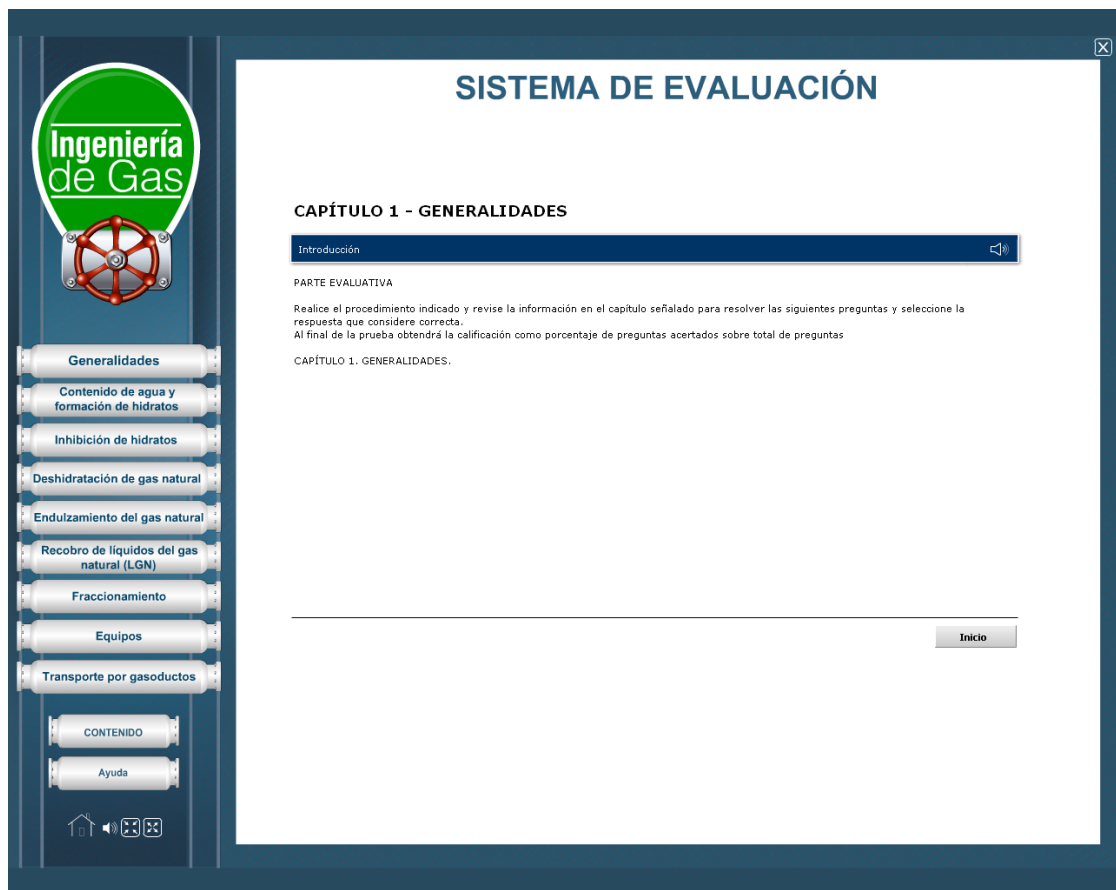 SISTEMA DE EVALUACIÓN
Ingeniería
de Gas
CAPÍTULO 1 - GENERALIDADES
Introducción
PARTE EVALUATIVA
Realice el procedimiento indicado y revise la información en el capítulo señalado para resolver las siguientes preguntas y seleccione la
respuesta que considere correcta.
Al final de la prueba obtendrá la calificación como porcentaje de preguntas acertados sobre total de preguntas
CAPÍTULO 1. GENERALIDADES.
Generalidades
Contenido de agua y
formación de hidratos
Inhibición de hidratos
Deshidratación de gas natural
Endulzamiento del gas natural
Recobro de líquidos del gas
natural (LGN)
Fraccionamiento
Equipos
Transporte por gasoductos
Inicio
CONTENIDO
Ayuda